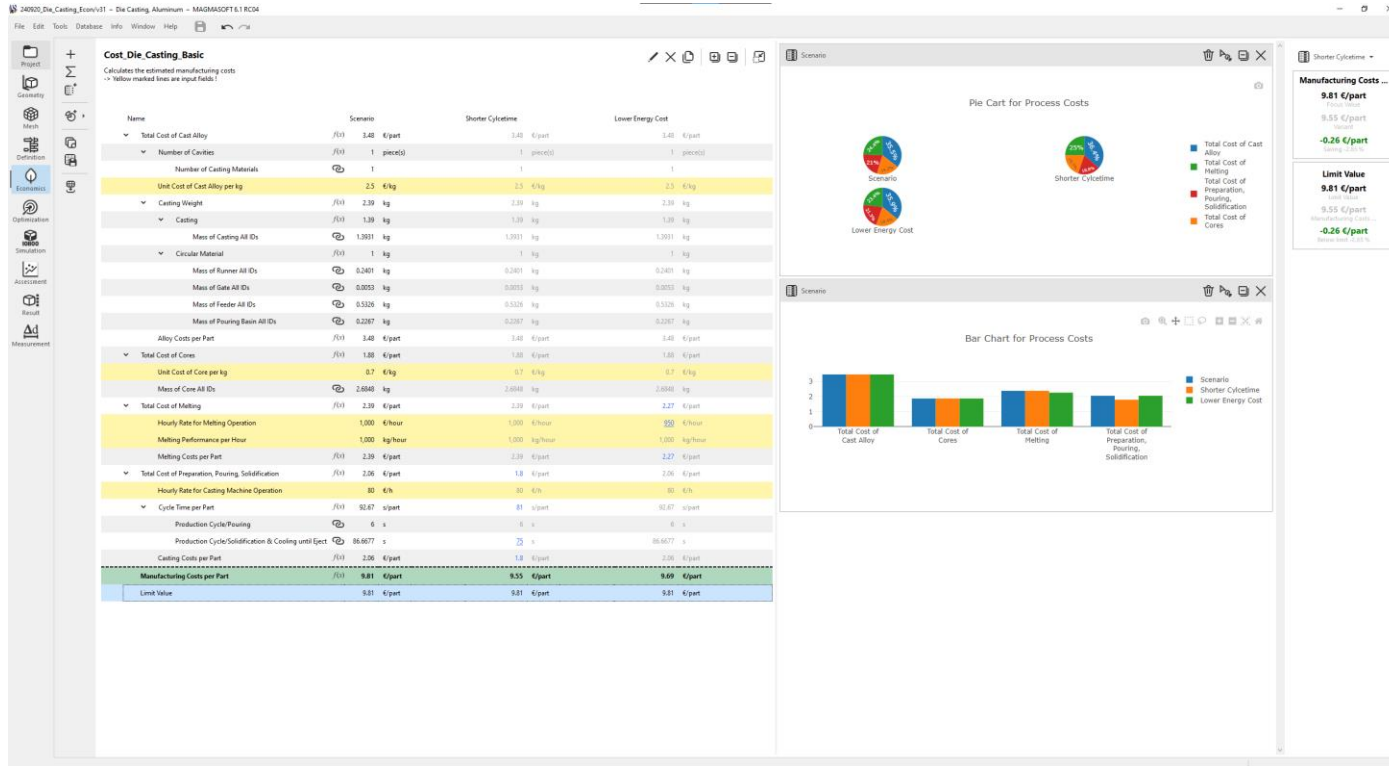 240920_Die_Casting_Econ/v31 – Die Casting, Aluminum – MAGMASOFT 6.1 RC04
File Edit Tools Database Info Window Help
Project
Geometry
Mesh
Definition
Economics
Optimization
10800
Simulation
Assessment
Result
Measurement
Cost_Die_Casting_Basic
Calculates the estimated manufacturing costs
-> Yellow marked lines are input fields !
Name Scenario Shorter Cylcetime Lower Energy Cost
Total Cost of Cast Alloy f(x) 3.48 €/part 3.48 €/part 3.48 €/part
Number of Cavities f(x) 1 piece(s) 1 piece(s) 1 piece(s)
Number of Casting Materials 1 1 1
Unit Cost of Cast Alloy per kg 2.5 €/kg 2.5 €/kg 2.5 €/kg
Casting Weight f(x) 2.39 kg 2.39 kg 2.39 kg
Casting f(x) 1.39 kg 1.39 kg 1.39 kg
Mass of Casting All IDs 1.3931 kg 1.3931 kg 1.3931 kg
Circular Material f(x) 1 kg 1 kg 1 kg
Mass of Runner All IDs 0.2401 kg 0.2401 kg 0.2401 kg
Mass of Gate All IDs 0.0053 kg 0.0053 kg 0.0053 kg
Mass of Feeder All IDs 0.5326 kg 0.5326 kg 0.5326 kg
Mass of Pouring Basin All IDs 0.2267 kg 0.2267 kg 0.2267 kg
Alloy Costs per Part f(x) 3.48 €/part 3.48 €/part 3.48 €/part
Total Cost of Cores f(x) 1.88 €/part 1.88 €/part 1.88 €/part
Unit Cost of Core per kg 0.7 €/kg 0.7 €/kg 0.7 €/kg
Mass of Core All IDs 2.6848 kg 2.6848 kg 2.6848 kg
Total Cost of Melting f(x) 2.39 €/part 2.39 €/part 2.27 €/part
Hourly Rate for Melting Operation 1,000 €/hour 1,000 €/hour 950 €/hour
Melting Performance per Hour 1,000 kg/hour 1,000 kg/hour 1,000 kg/hour
Melting Costs per Part f(x) 2.39 €/part 2.39 €/part 2.27 €/part
Total Cost of Preparation, Pouring, Solidification f(x) 2.06 €/part 1.8 €/part 2.06 €/part
Hourly Rate for Casting Machine Operation 80 €/h 80 €/h 80 €/h
Cycle Time per Part f(x) 92.67 s/part 81 s/part 92.67 s/part
Production Cycle/Pouring 6 s 6 s 6 s
Production Cycle/Solidification & Cooling until Eject 86.6677 s 75 s 86.6677 s
Casting Costs per Part f(x) 2.06 €/part 1.8 €/part 2.06 €/part
Manufacturing Costs per Part f(x) 9.81 €/part 9.55 €/part 9.69 €/part
Limit Value 9.81 €/part 9.81 €/part 9.81 €/part
Scenario
Pie Cart for Process Costs
35.5%
21%
Scenario
36.4%
25%
Shorter Cylcetime
35.9%
Lower Energy Cost
Total Cost of Cast
Alloy
Total Cost of
Melting
Total Cost of
Preparation,
Pouring,
Solidification
Total Cost of
Cores
Scenario
Bar Chart for Process Costs
3
2
1
0
Total Cost of
Cast Alloy
Total Cost of
Cores
Total Cost of
Melting
Total Cost of
Preparation,
Pouring,
Solidification
Scenario
Shorter Cylcetime
Lower Energy Cost
Shorter Cylcetime
Manufacturing Costs ...
9.81 €/part
Focus Value
9.55 €/part
Variant
-0.26 €/part
Saving -2.65 %
Limit Value
9.81 €/part
Limit Value
9.55 €/part
Manufacturing Costs ...
-0.26 €/part
Below limit -2.65 %